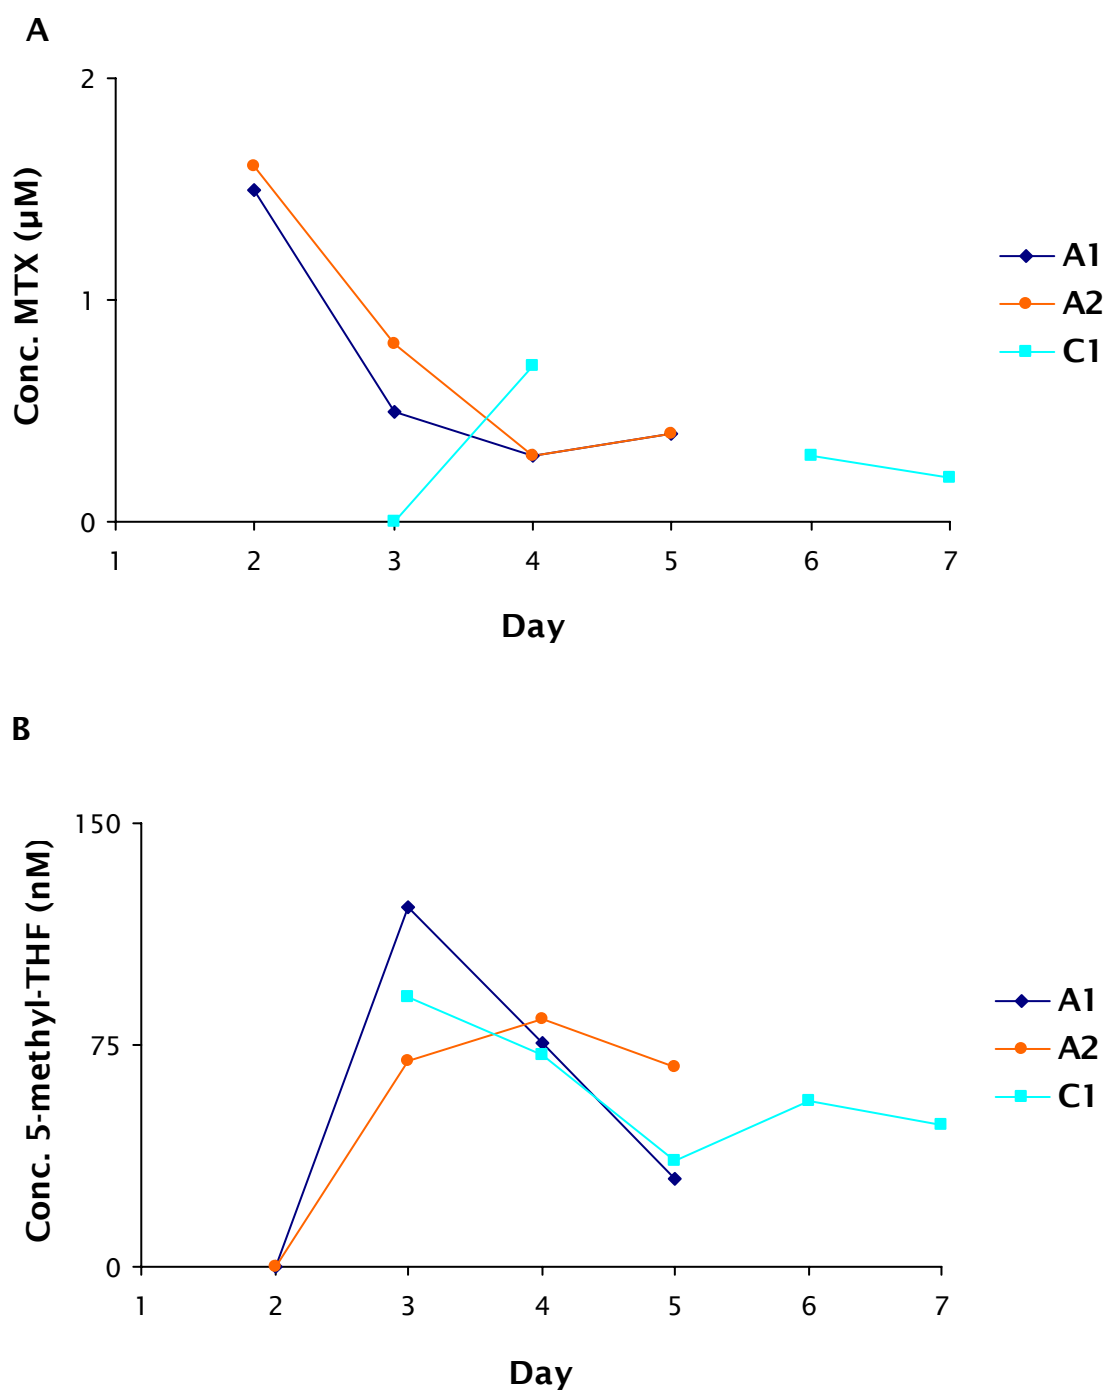 A
2
1
0
Conc. MTX (μM)
1 2 3 4 5 6 7
Day
A1
A2
C1
B
150
75
0
Conc. 5-methyl-THF (nM)
1 2 3 4 5 6 7
Day
A1
A2
C1